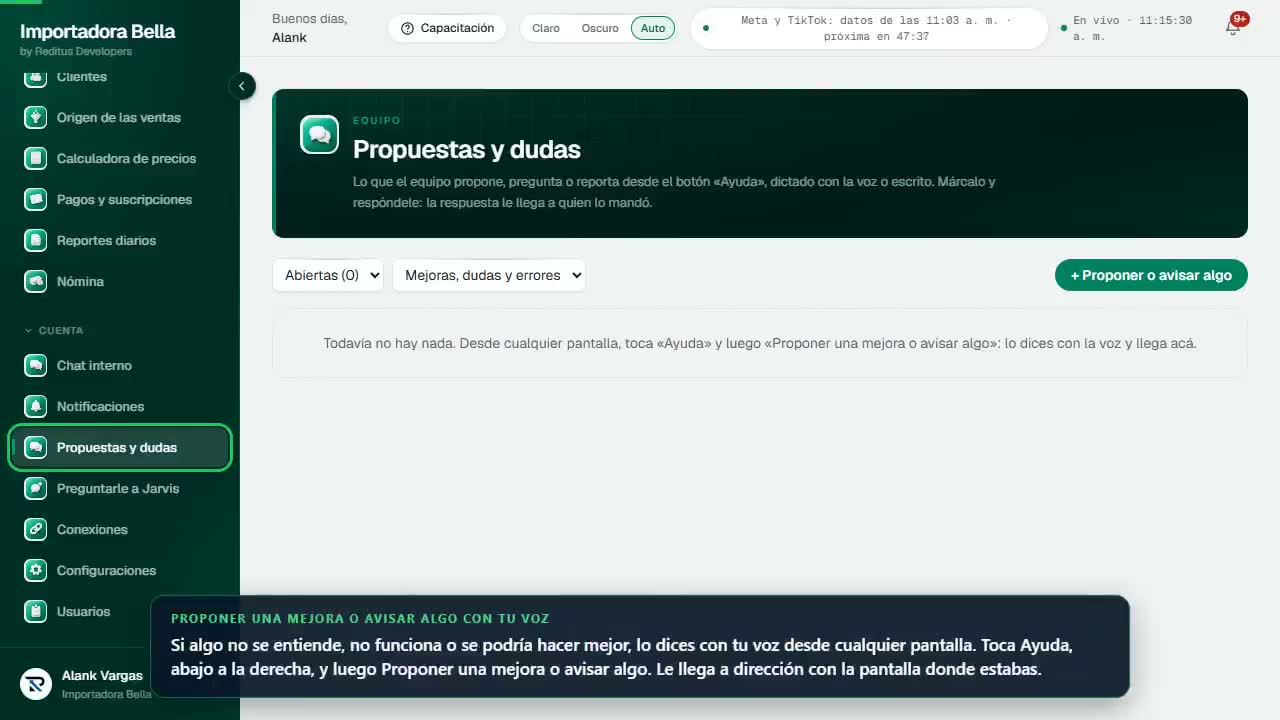 Importadora Bella
by Reditus Developers
Clientes
Origen de las ventas
Calculadora de precios
Pagos y suscripciones
Reportes diarios
Nómina
CUENTA
Chat interno
Notificaciones
Propuestas y dudas
Preguntarle a Jarvis
Conexiones
Configuraciones
Usuarios
Alank Vargas
Importadora Bella
Buenos días,
Alank
Capacitación
Claro Oscuro Auto
Meta y TikTok: datos de las 11:03 a. m. ·
próxima en 47:37
En vivo · 11:15:30
a. m.
9+
EQUIPO
Propuestas y dudas
Lo que el equipo propone, pregunta o reporta desde el botón «Ayuda», dictado con la voz o escrito. Márcalo y
respóndele: la respuesta le llega a quien lo mandó.
Abiertas (0) Mejoras, dudas y errores + Proponer o avisar algo
Todavía no hay nada. Desde cualquier pantalla, toca «Ayuda» y luego «Proponer una mejora o avisar algo»: lo dices con la voz y llega acá.
PROPONER UNA MEJORA O AVISAR ALGO CON TU VOZ
Si algo no se entiende, no funciona o se podría hacer mejor, lo dices con tu voz desde cualquier pantalla. Toca Ayuda,
abajo a la derecha, y luego Proponer una mejora o avisar algo. Le llega a dirección con la pantalla donde estabas.